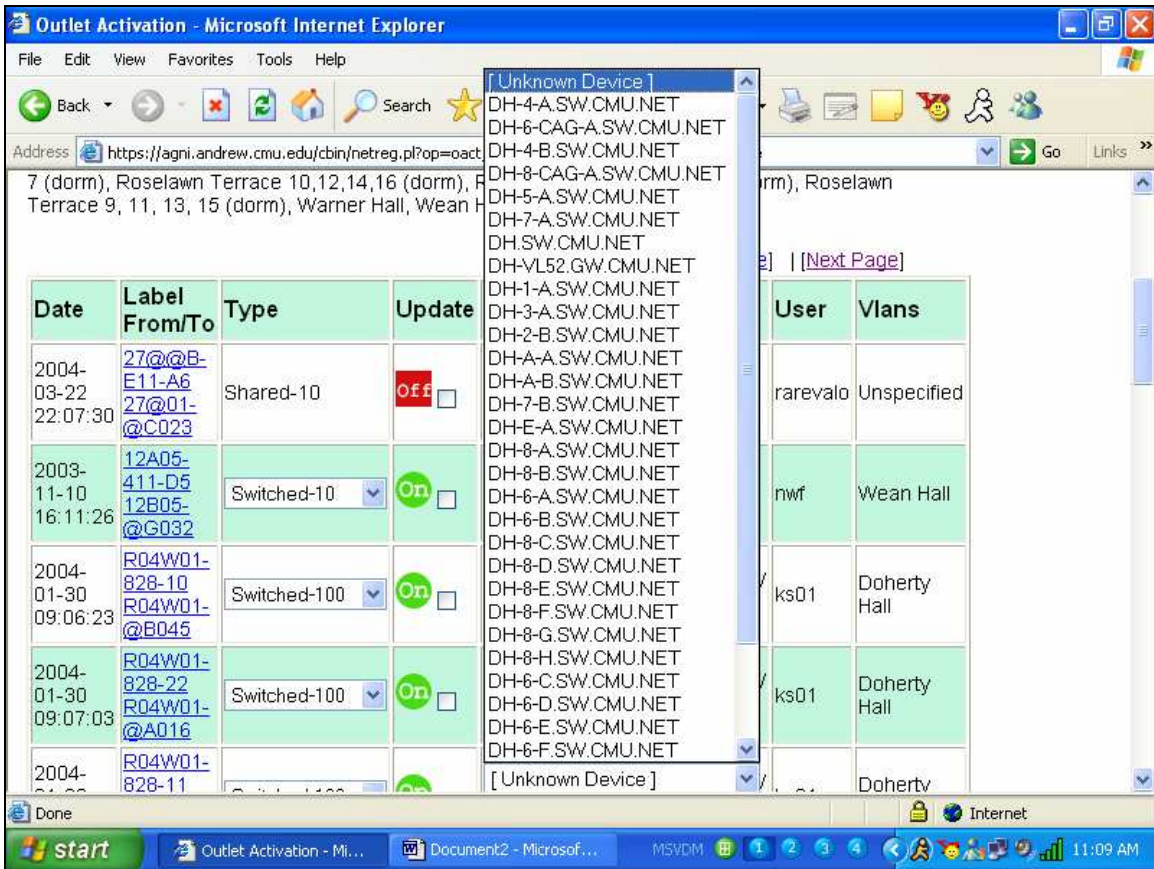 Outlet Activation - Microsoft Internet Explorer
File Edit View Favorites Tools Help
Back Search
Address https://agni.andrew.cmu.edu/cbin/netreg.pl?op=oact Go Links »
7 (dorm), Roselawn Terrace 10,12,14,16 (dorm), Roselawn
Terrace 9, 11, 13, 15 (dorm), Warner Hall, Wean
| [Next Page]
[ Unknown Device ]
DH-4-A.SW.CMU.NET
DH-6-CAG-A.SW.CMU.NET
DH-4-B.SW.CMU.NET
DH-8-CAG-A.SW.CMU.NET
DH-5-A.SW.CMU.NET
DH-7-A.SW.CMU.NET
DH.SW.CMU.NET
DH-VL52.GW.CMU.NET
DH-1-A.SW.CMU.NET
DH-3-A.SW.CMU.NET
DH-2-B.SW.CMU.NET
DH-A-A.SW.CMU.NET
DH-A-B.SW.CMU.NET
DH-7-B.SW.CMU.NET
DH-E-A.SW.CMU.NET
DH-8-A.SW.CMU.NET
DH-8-B.SW.CMU.NET
DH-6-A.SW.CMU.NET
DH-6-B.SW.CMU.NET
DH-8-C.SW.CMU.NET
DH-8-D.SW.CMU.NET
DH-8-E.SW.CMU.NET
DH-8-F.SW.CMU.NET
DH-8-G.SW.CMU.NET
DH-8-H.SW.CMU.NET
DH-6-C.SW.CMU.NET
DH-6-D.SW.CMU.NET
DH-6-E.SW.CMU.NET
DH-6-F.SW.CMU.NET
[ Unknown Device ]
Date Label From/To Type Update User Vlans
2004-03-22 22:07:30 27@@B-E11-A6 27@01-@C023 Shared-10 Off rarevalo Unspecified
2003-11-10 16:11:26 12A05-411-D5 12B05-@G032 Switched-10 On nwf Wean Hall
2004-01-30 09:06:23 R04W01-828-10 R04W01-@B045 Switched-100 On ks01 Doherty Hall
2004-01-30 09:07:03 R04W01-828-22 R04W01-@A016 Switched-100 On ks01 Doherty Hall
2004- R04W01-828-11 Doherty
Done Internet
start Outlet Activation - Mi... Document2 - Microsof... MSVDM 1 2 3 4 11:09 AM